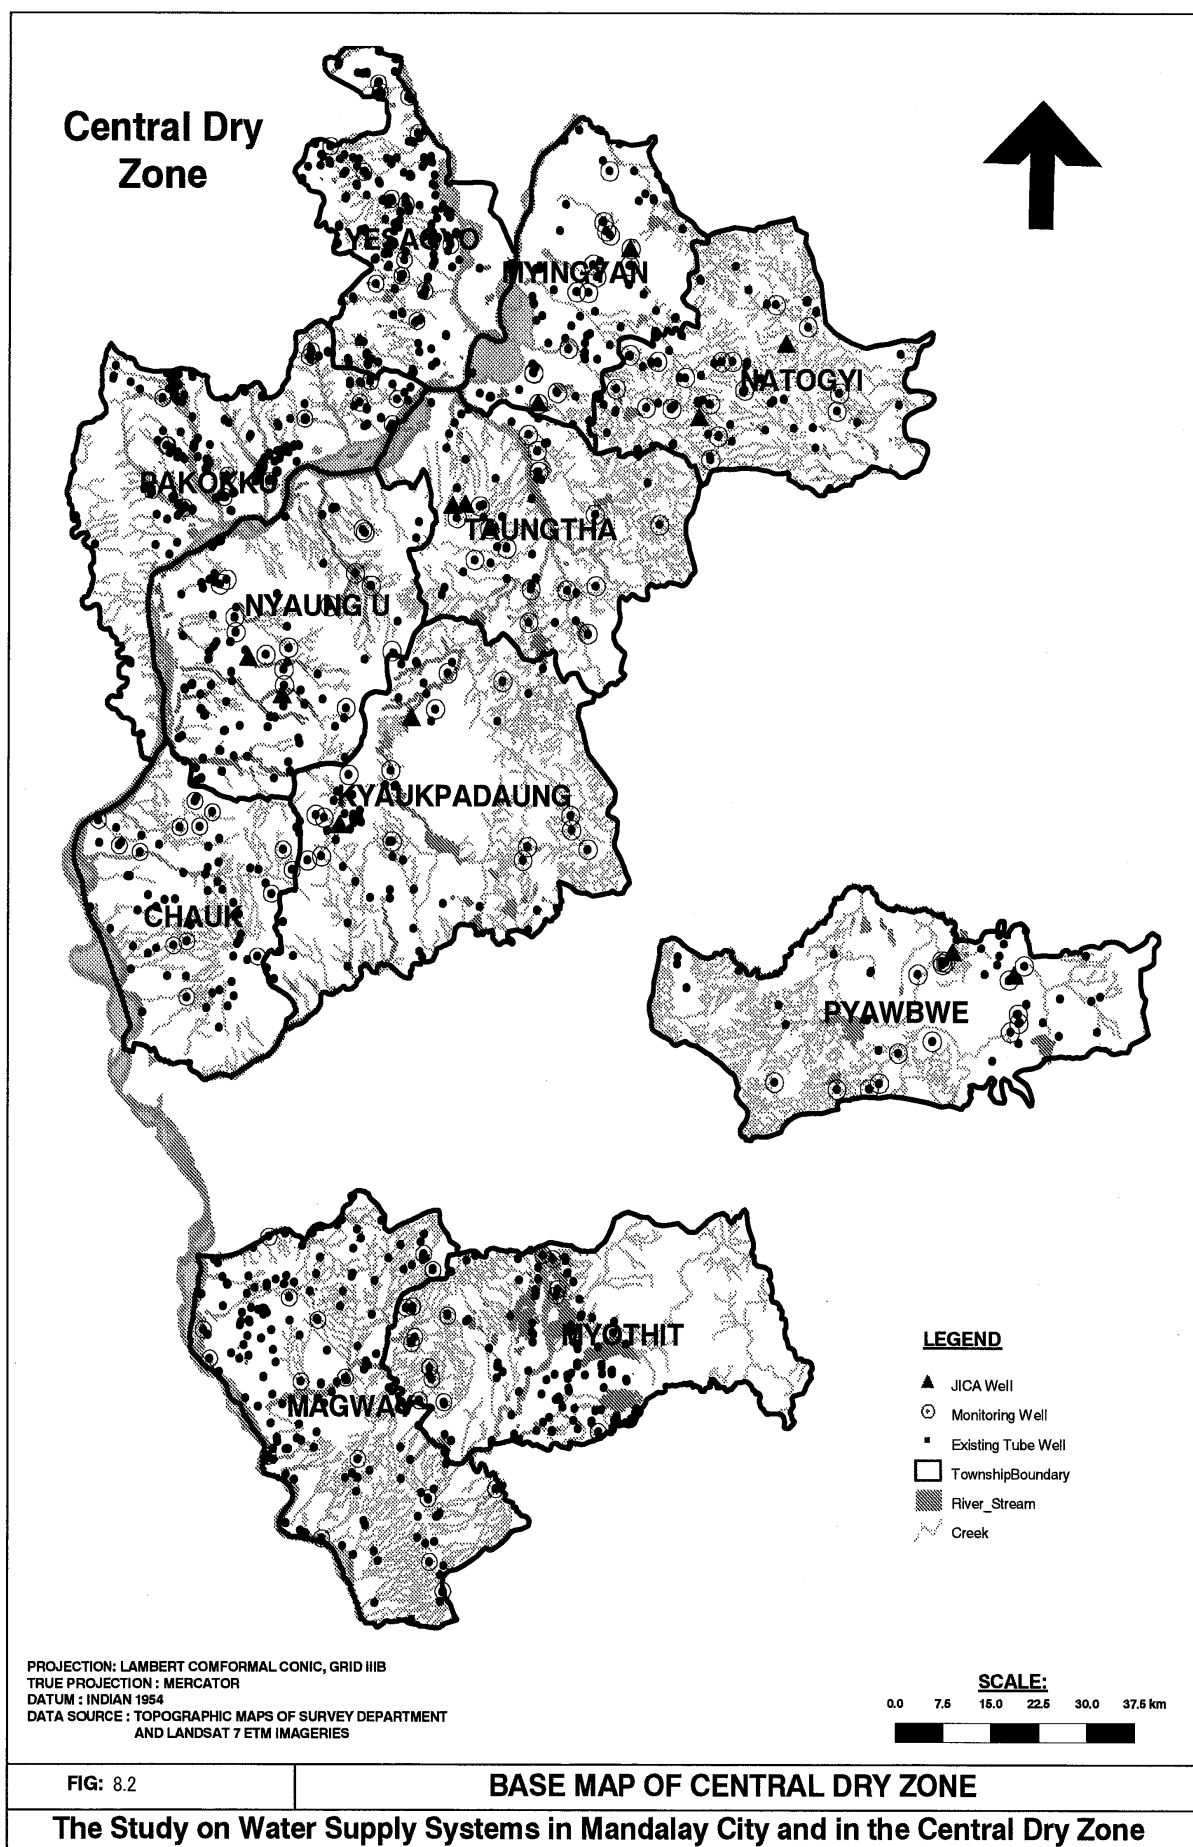 Central Dry
Zone
YESAGYO
MYINGYAN
NATOGYI
PAKOKKU
TAUNGTHA
NYAUNG U
KYAUKPADAUNG
CHAUK
PYAWBWE
MYOTHIT
MAGWAY
LEGEND
JICA Well
Monitoring Well
Existing Tube Well
TownshipBoundary
River_Stream
Creek
PROJECTION: LAMBERT COMFORMAL CONIC, GRID IIIB
TRUE PROJECTION : MERCATOR
DATUM : INDIAN 1954
DATA SOURCE : TOPOGRAPHIC MAPS OF SURVEY DEPARTMENT
AND LANDSAT 7 ETM IMAGERIES
SCALE:
0.0 7.5 15.0 22.5 30.0 37.5 km
FIG: 8.2
BASE MAP OF CENTRAL DRY ZONE
The Study on Water Supply Systems in Mandalay City and in the Central Dry Zone